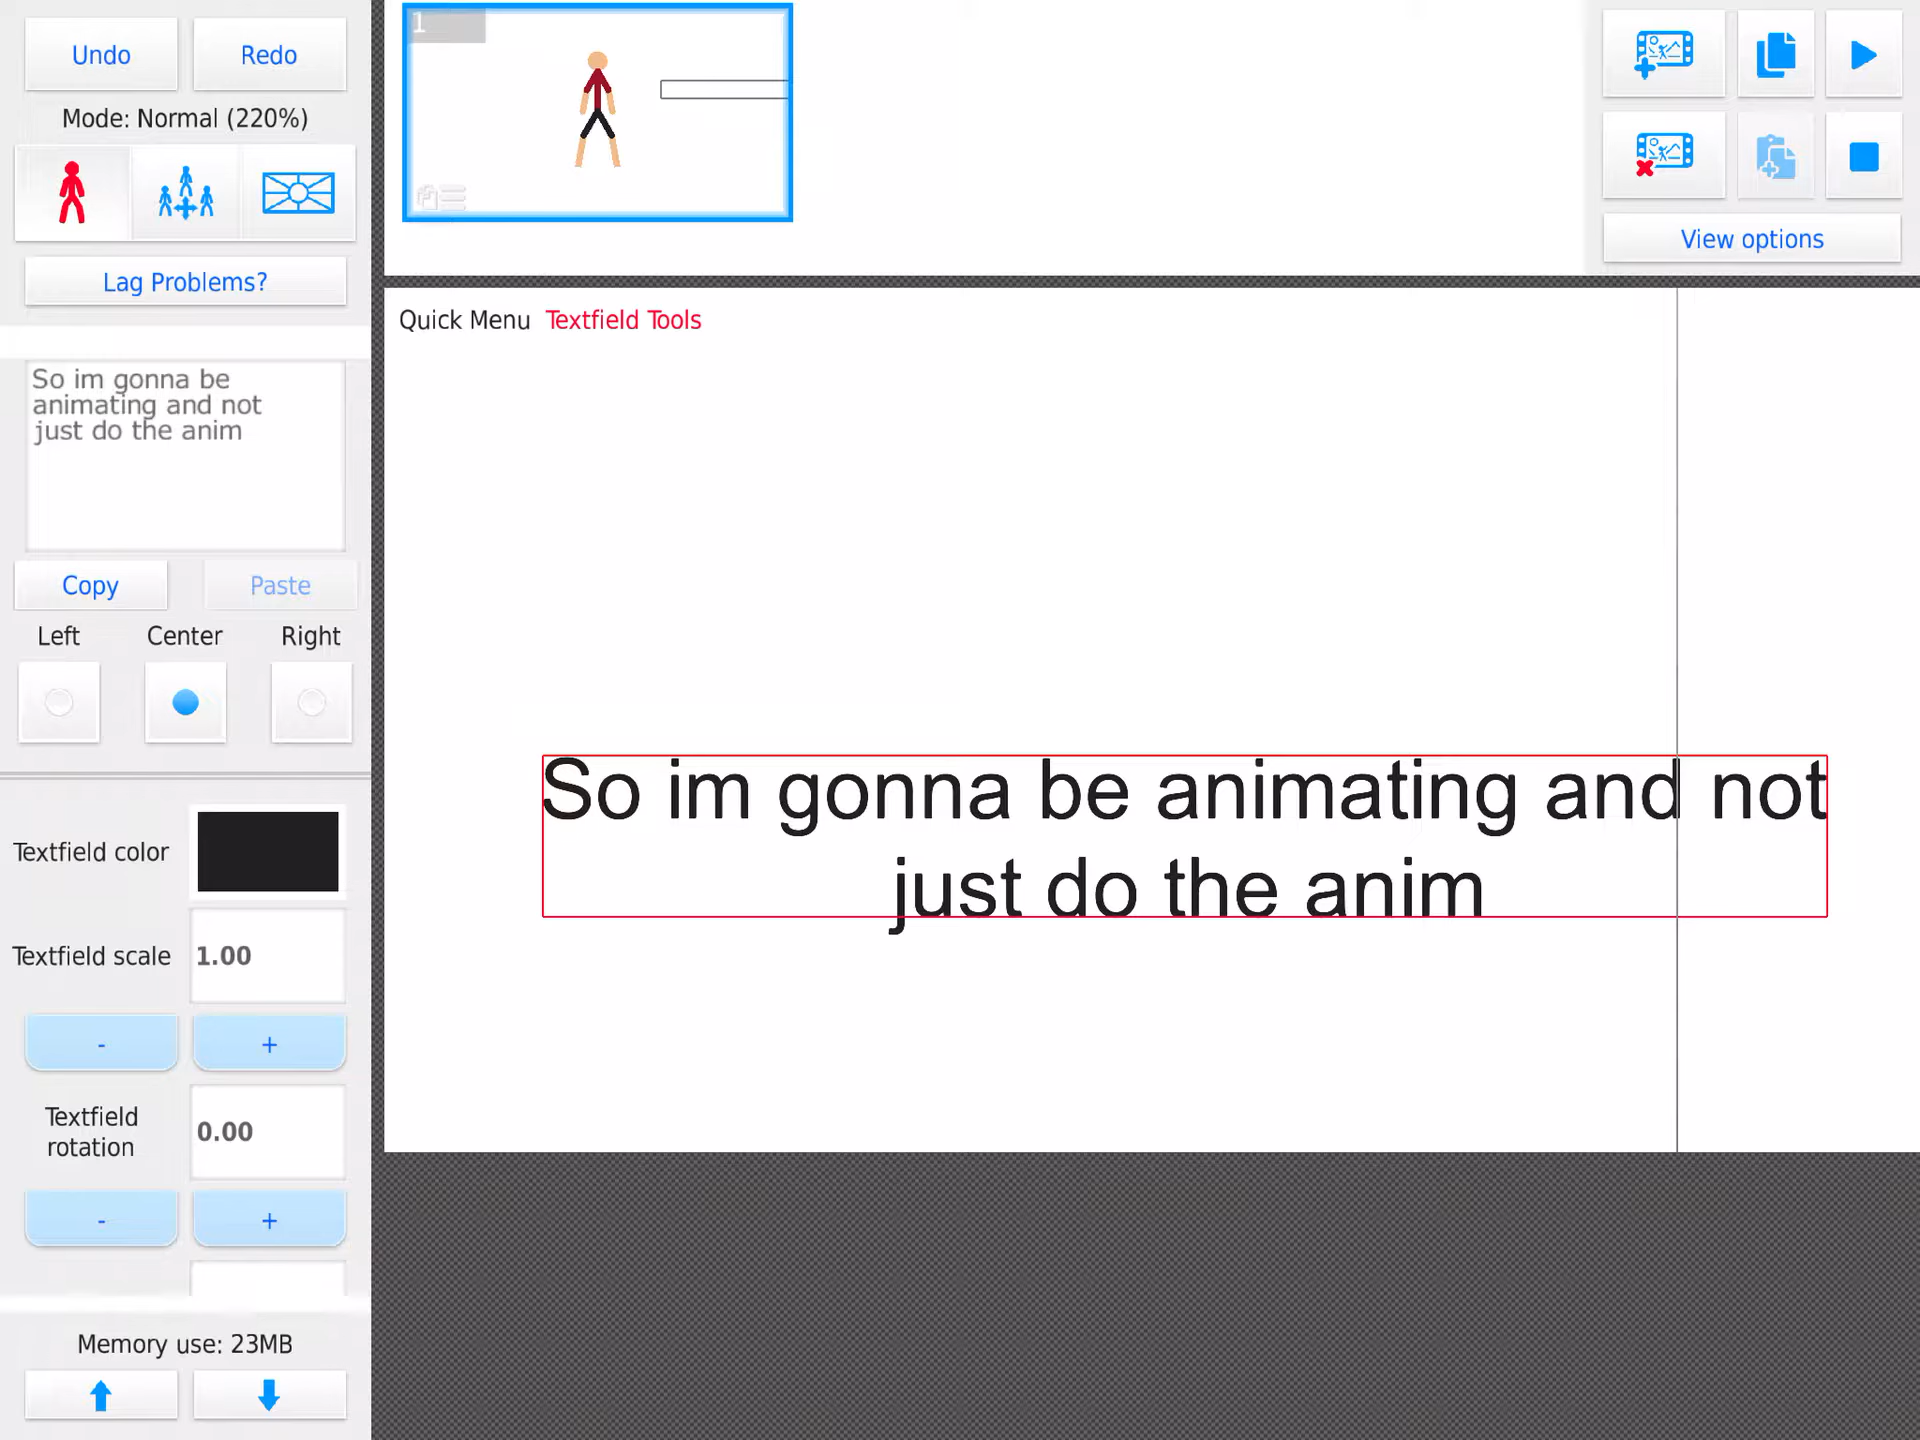 Undo Redo
1
Mode: Normal (220%)
Lag Problems?
View options
Quick Menu Textfield Tools
So im gonna be
animating and not
just do the anim
Copy Paste
Left Center Right
So im gonna be animating and not
just do the anim
Textfield color
Textfield scale 1.00
- +
Textfield
rotation
0.00
- +
Memory use: 23MB